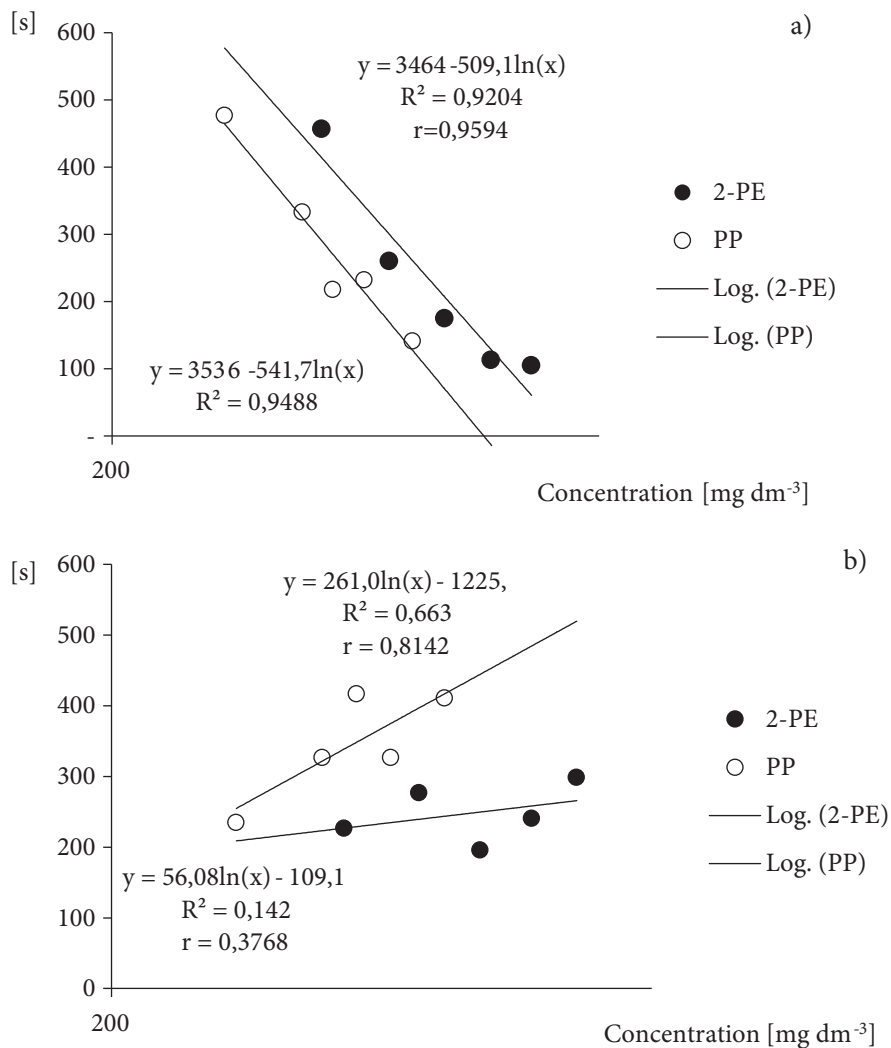 [s]
a)
600
500
400
300
200
100
-
200
y = 3464 -509,1ln(x)
R² = 0,9204
r=0,9594
y = 3536 -541,7ln(x)
R² = 0,9488
2-PE
PP
Log. (2-PE)
Log. (PP)
Concentration [mg dm⁻³]
[s]
b)
600
500
400
300
200
100
0
200
y = 261,0ln(x) - 1225,
R² = 0,663
r = 0,8142
y = 56,08ln(x) - 109,1
R² = 0,142
r = 0,3768
2-PE
PP
Log. (2-PE)
Log. (PP)
Concentration [mg dm⁻³]